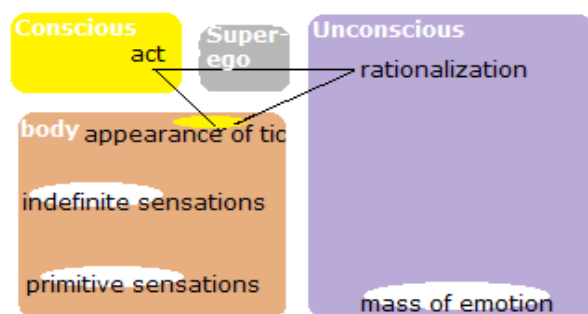 Conscious
act
Super-
ego
Unconscious
rationalization
body
appearance of tic
indefinite sensations
primitive sensations
mass of emotion